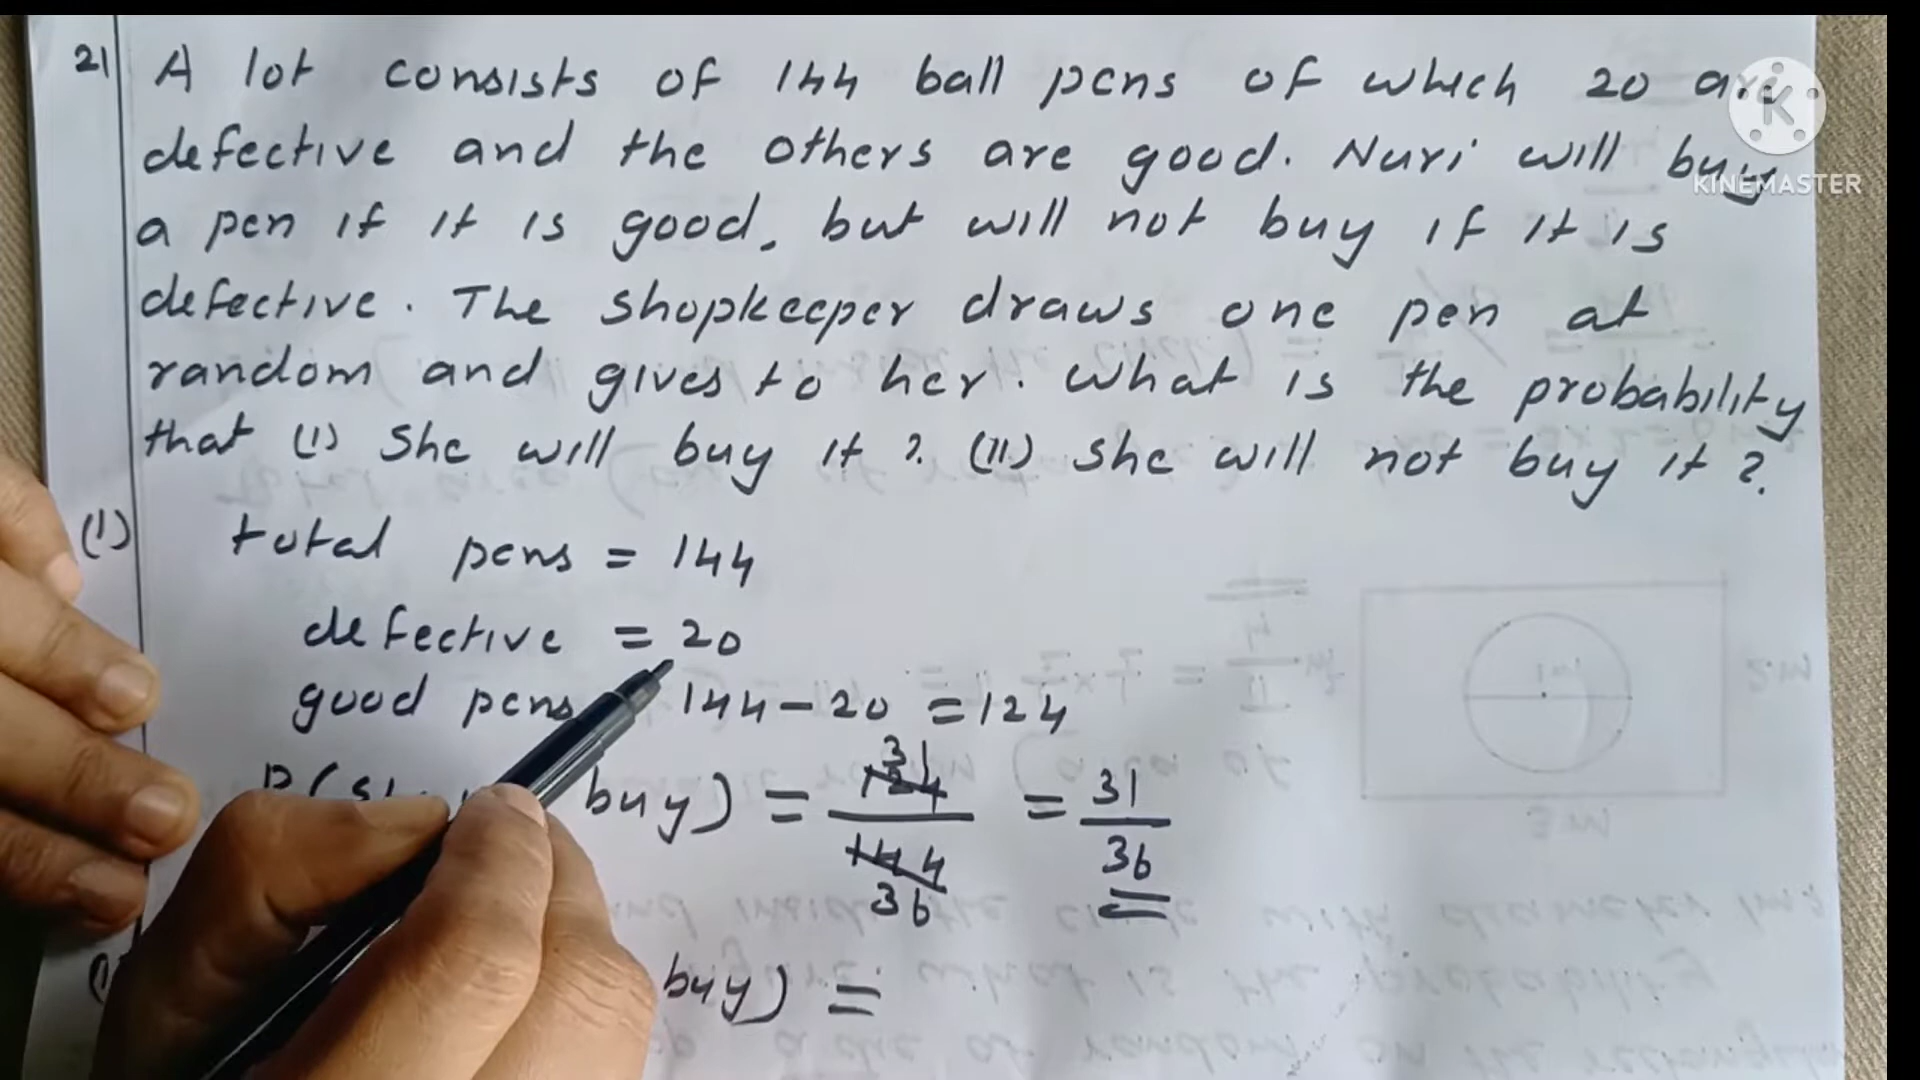 21 A lot consists of 144 ball pens of which 20 are
defective and the others are good. Nuri will buy
KINEMASTER
a pen if it is good, but will not buy if it is
defective. The shopkeeper draws one pen at
random and gives to her. What is the probability
that (I) She will buy it ? (II) She will not buy it ?
(I) total pens = 144
defective = 20
good pens 144 - 20 = 124
buy) = 124/144 = 31/36
31
36
buy) =